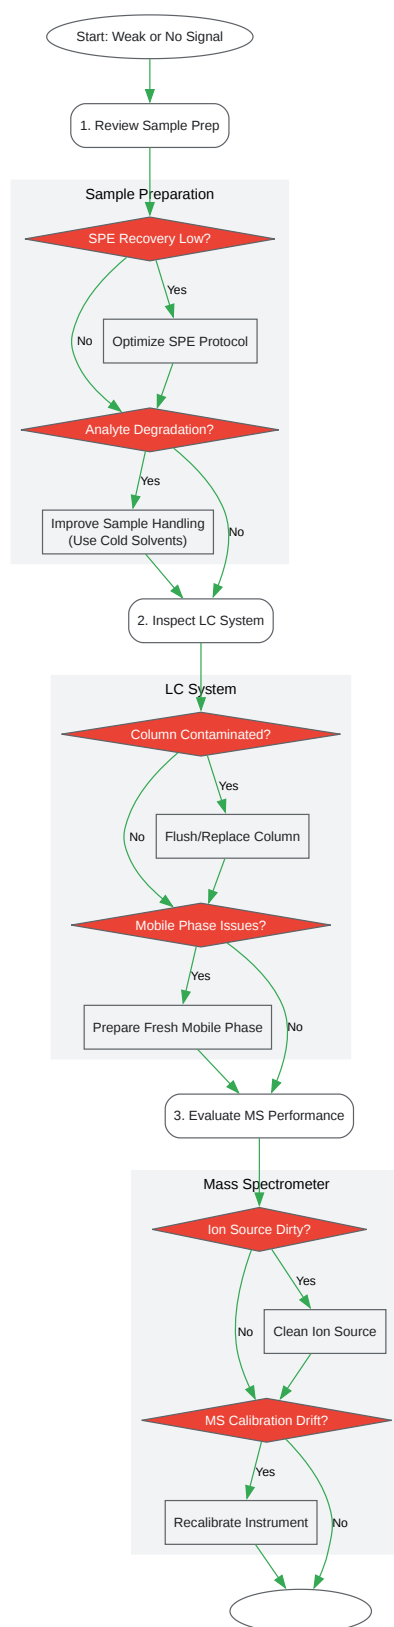 Start: Weak or No Signal
1. Review Sample Prep
Sample Preparation
SPE Recovery Low?
Yes
No
Optimize SPE Protocol
Analyte Degradation?
Yes
Improve Sample Handling
(Use Cold Solvents)
No
2. Inspect LC System
LC System
Column Contaminated?
Yes
No
Flush/Replace Column
Mobile Phase Issues?
Yes
Prepare Fresh Mobile Phase
No
3. Evaluate MS Performance
Mass Spectrometer
Ion Source Dirty?
Yes
No
Clean Ion Source
MS Calibration Drift?
Yes
Recalibrate Instrument
No